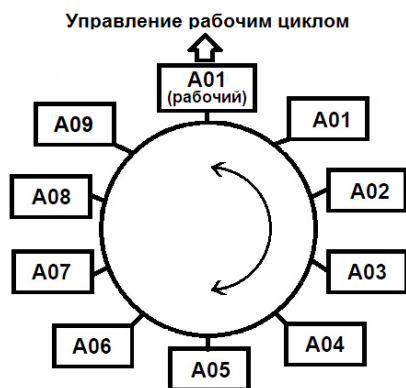 Управление рабочим циклом
A01
(рабочий)
A01
A02
A03
A04
A05
A06
A07
A08
A09